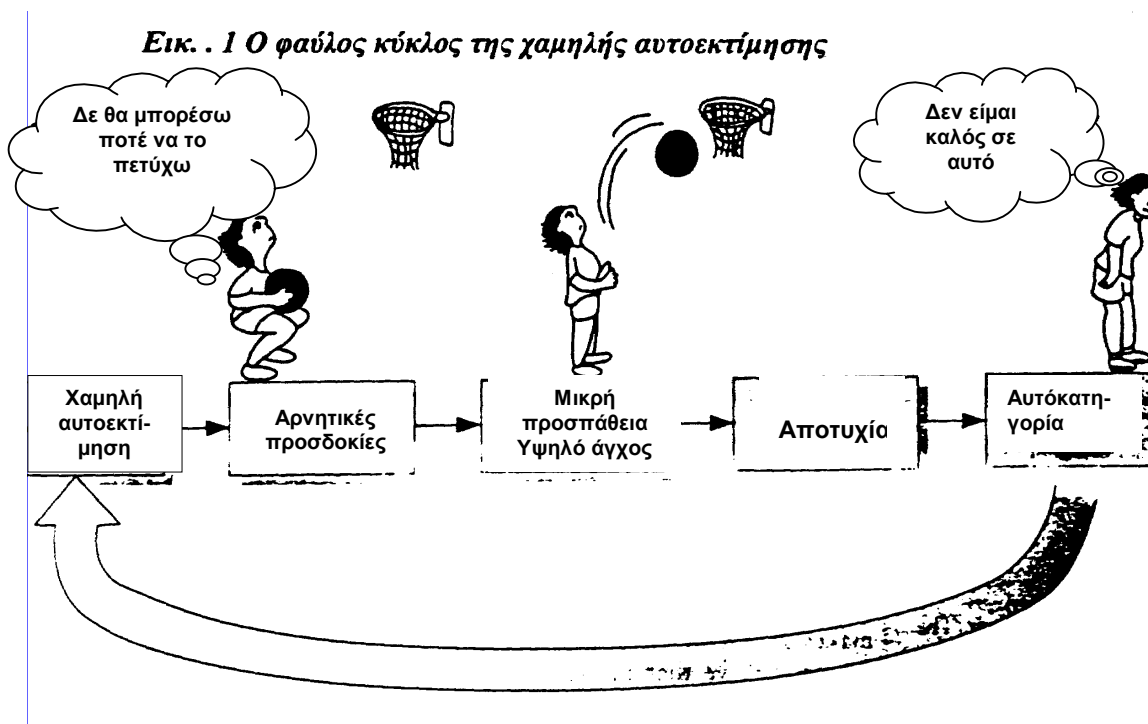 Εικ. . 1 Ο φαύλος κύκλος της χαμηλής αυτοεκτίμησης
Δε θα μπορέσω
ποτέ να το
πετύχω
Δεν είμαι
καλός σε
αυτό
Χαμηλή
αυτοεκτί-
μηση
Αρνητικές
προσδοκίες
Μικρή
προσπάθεια
Υψηλό άγχος
Αποτυχία
Αυτόκατη-
γορία